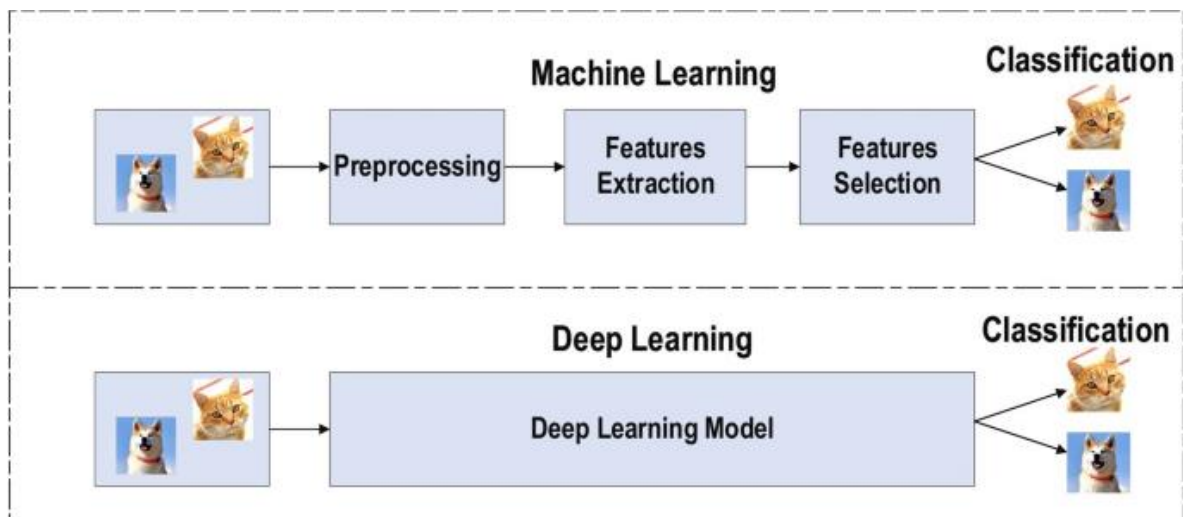 Machine Learning
Classification
Preprocessing
Features
Extraction
Features
Selection
Deep Learning
Classification
Deep Learning Model